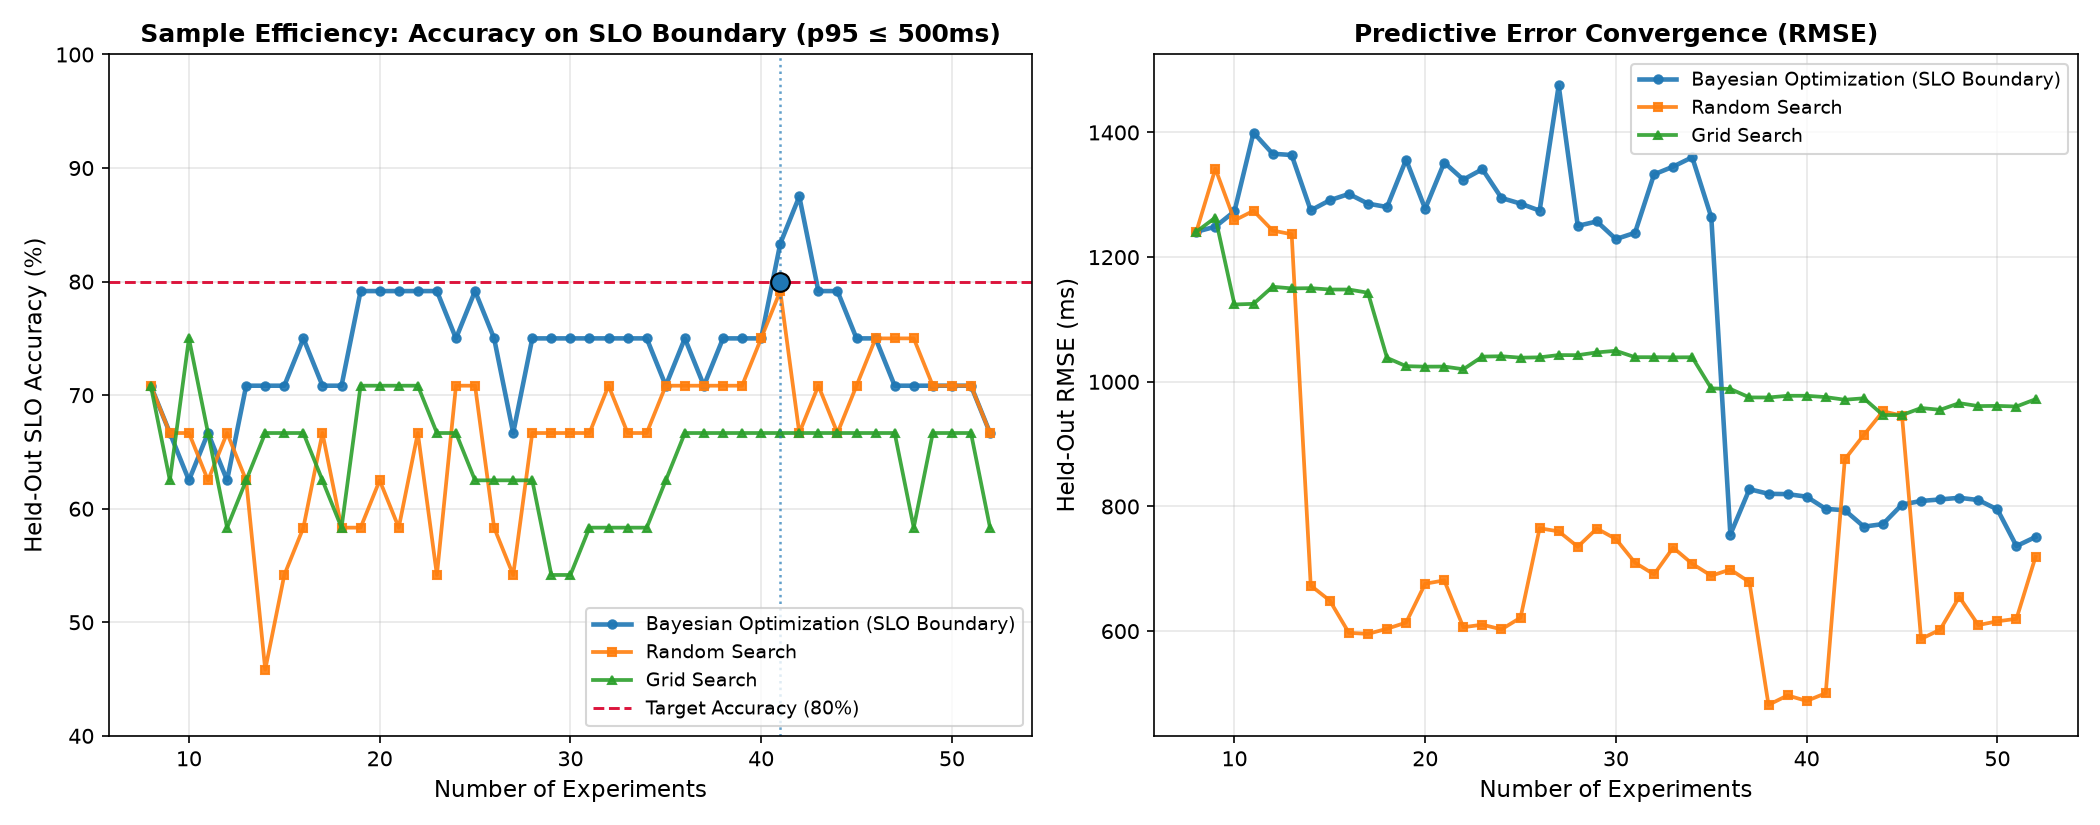 Sample Efficiency: Accuracy on SLO Boundary (p95 ≤ 500ms)
Held-Out SLO Accuracy (%)
100
90
80
70
60
50
40
10
20
30
40
50
Number of Experiments
Bayesian Optimization (SLO Boundary)
Random Search
Grid Search
Target Accuracy (80%)
Predictive Error Convergence (RMSE)
Held-Out RMSE (ms)
1400
1200
1000
800
600
10
20
30
40
50
Number of Experiments
Bayesian Optimization (SLO Boundary)
Random Search
Grid Search